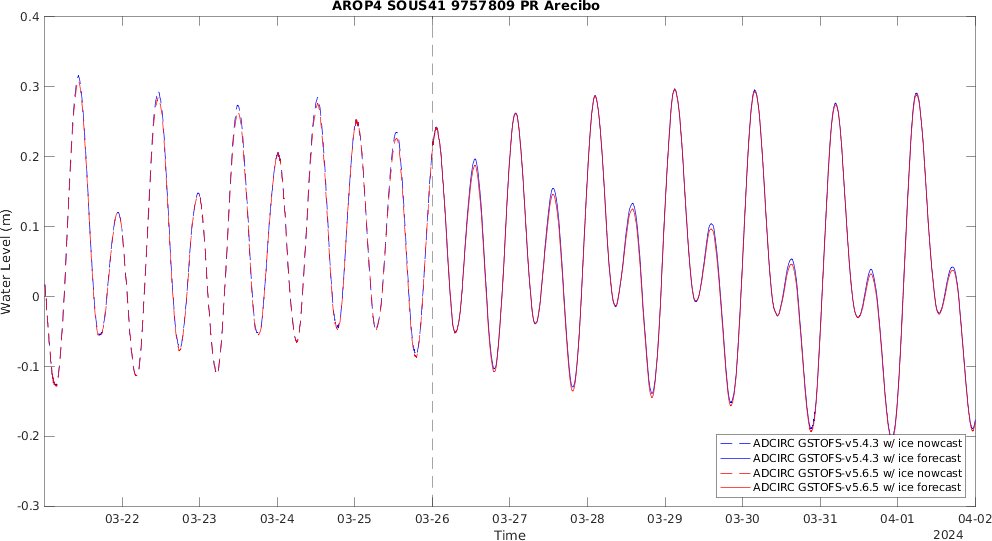 AROP4 SOUS41 9757809 PR Arecibo
0.4
0.3
0.2
0.1
0
-0.1
-0.2
-0.3
Water Level (m)
ADCIRC GSTOFS-v5.4.3 w/ ice nowcast
ADCIRC GSTOFS-v5.4.3 w/ ice forecast
ADCIRC GSTOFS-v5.6.5 w/ ice nowcast
ADCIRC GSTOFS-v5.6.5 w/ ice forecast
03-22 03-23 03-24 03-25 03-26 03-27 03-28 03-29 03-30 03-31 04-01 04-02
Time 2024